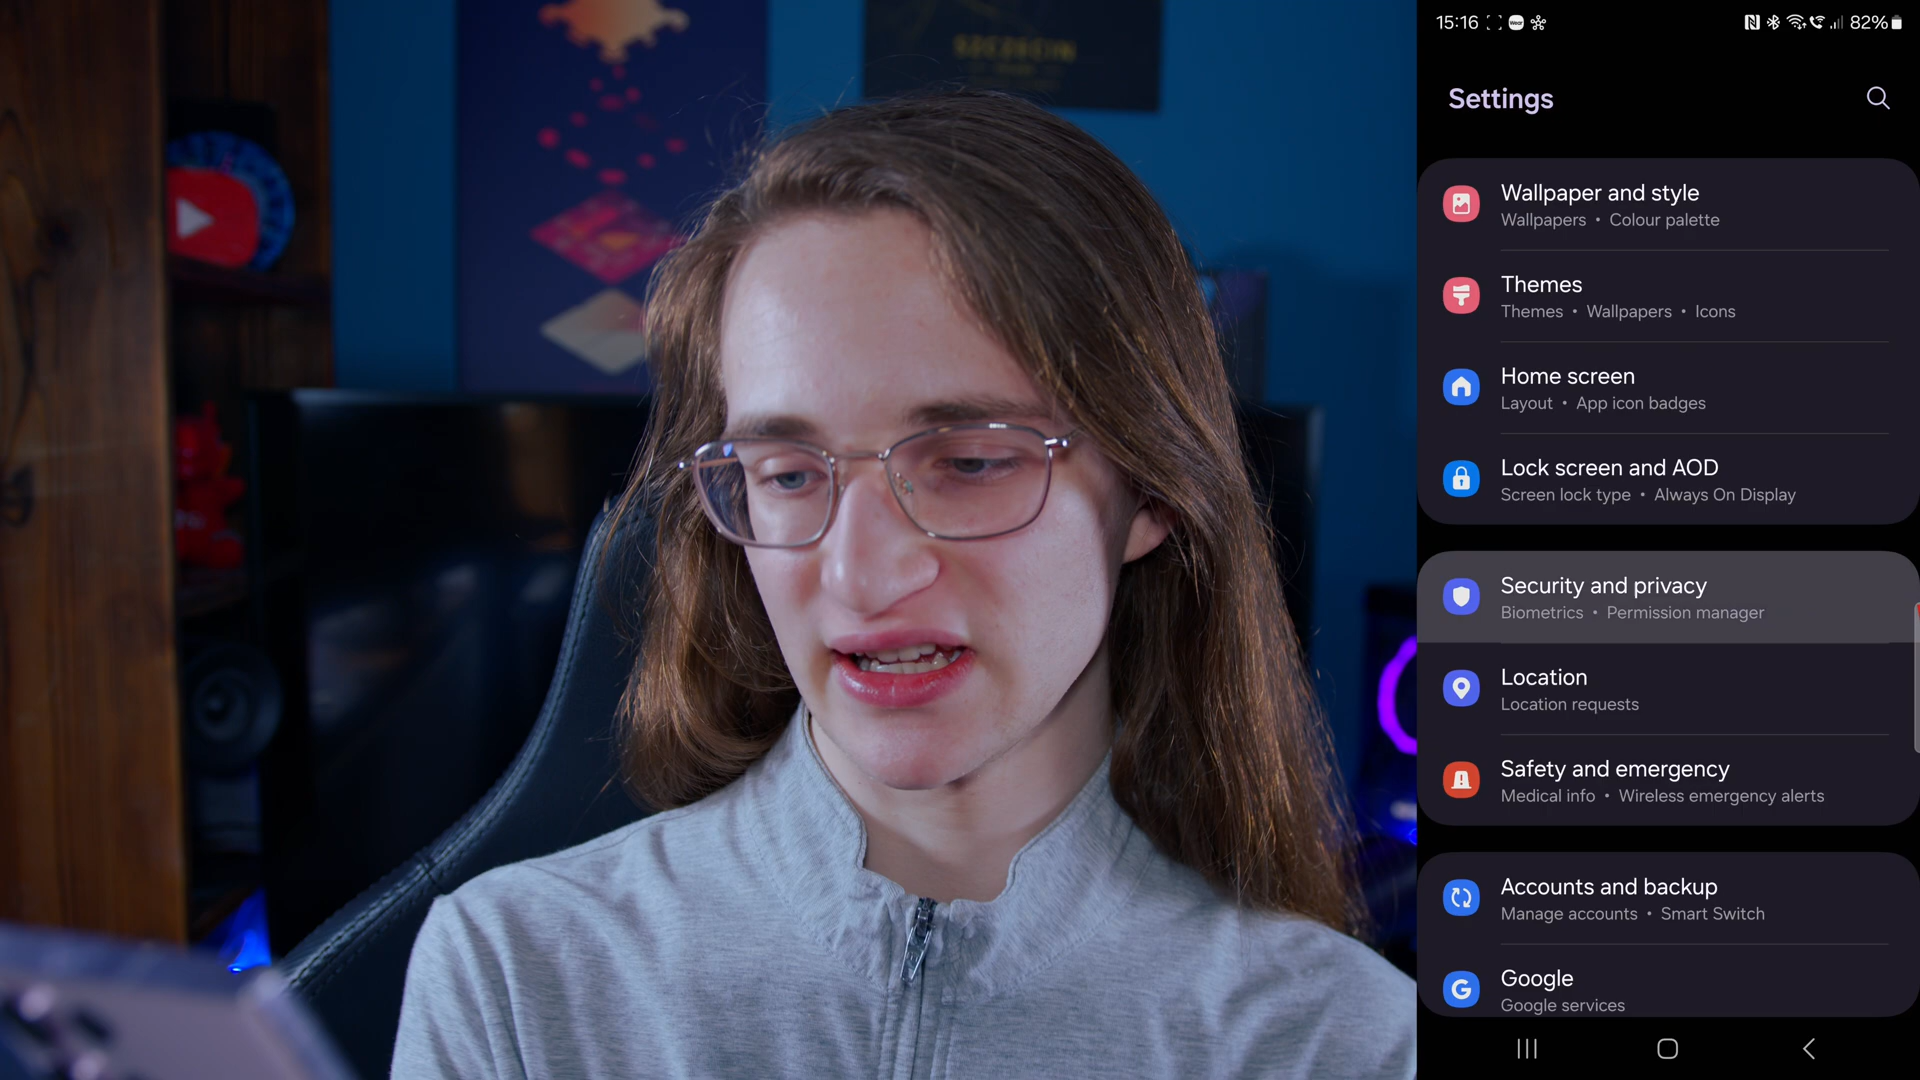 SZCZECIN
15:16
82%
Settings
Wallpaper and style
Wallpapers • Colour palette
Themes
Themes • Wallpapers • Icons
Home screen
Layout • App icon badges
Lock screen and AOD
Screen lock type • Always On Display
Security and privacy
Biometrics • Permission manager
Location
Location requests
Safety and emergency
Medical info • Wireless emergency alerts
Accounts and backup
Manage accounts • Smart Switch
Google
Google services